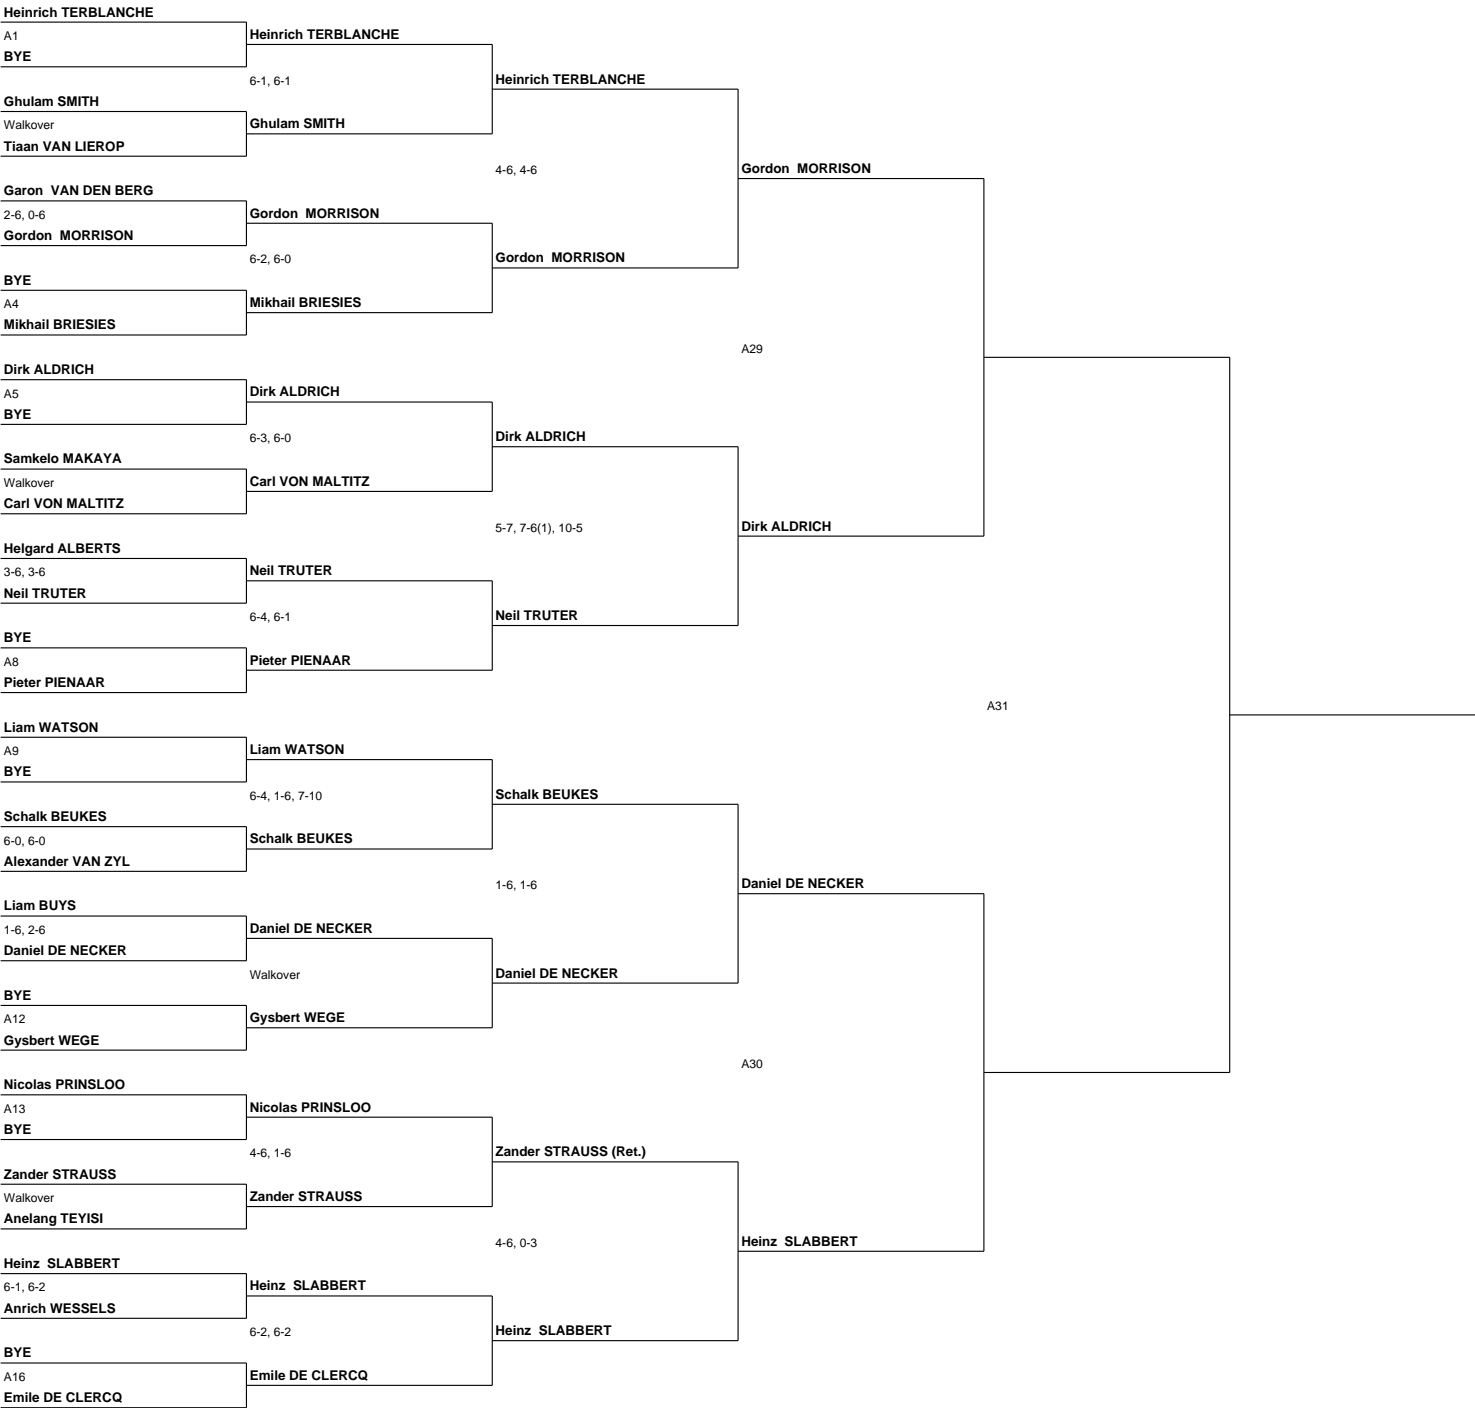 Heinrich TERBLANCHE
A1
BYE
Ghulam SMITH
Walkover
Tiaan VAN LIEROP
Garon VAN DEN BERG
2-6, 0-6
Gordon MORRISON
BYE
A4
Mikhail BRIESIES
Dirk ALDRICH
A5
BYE
Samkelo MAKAYA
Walkover
Carl VON MALTITZ
Helgard ALBERTS
3-6, 3-6
Neil TRUTER
BYE
A8
Pieter PIENAAR
Liam WATSON
A9
BYE
Schalk BEUKES
6-0, 6-0
Alexander VAN ZYL
Liam BUYS
1-6, 2-6
Daniel DE NECKER
BYE
A12
Gysbert WEGE
Nicolas PRINSLOO
A13
BYE
Zander STRAUSS
Walkover
Anelang TEYISI
Heinz SLABBERT
6-1, 6-2
Anrich WESSELS
BYE
A16
Emile DE CLERCQ
Heinrich TERBLANCHE
6-1, 6-1
Ghulam SMITH
Gordon MORRISON
6-2, 6-0
Mikhail BRIESIES
Dirk ALDRICH
6-3, 6-0
Carl VON MALTITZ
Neil TRUTER
6-4, 6-1
Pieter PIENAAR
Liam WATSON
6-4, 1-6, 7-10
Schalk BEUKES
Daniel DE NECKER
Walkover
Gysbert WEGE
Nicolas PRINSLOO
4-6, 1-6
Zander STRAUSS
Heinz SLABBERT
6-2, 6-2
Emile DE CLERCQ
Heinrich TERBLANCHE
4-6, 4-6
Gordon MORRISON
Dirk ALDRICH
5-7, 7-6(1), 10-5
Neil TRUTER
Schalk BEUKES
1-6, 1-6
Daniel DE NECKER
Zander STRAUSS (Ret.)
4-6, 0-3
Heinz SLABBERT
Gordon MORRISON
A29
Dirk ALDRICH
Daniel DE NECKER
A30
Heinz SLABBERT
A31